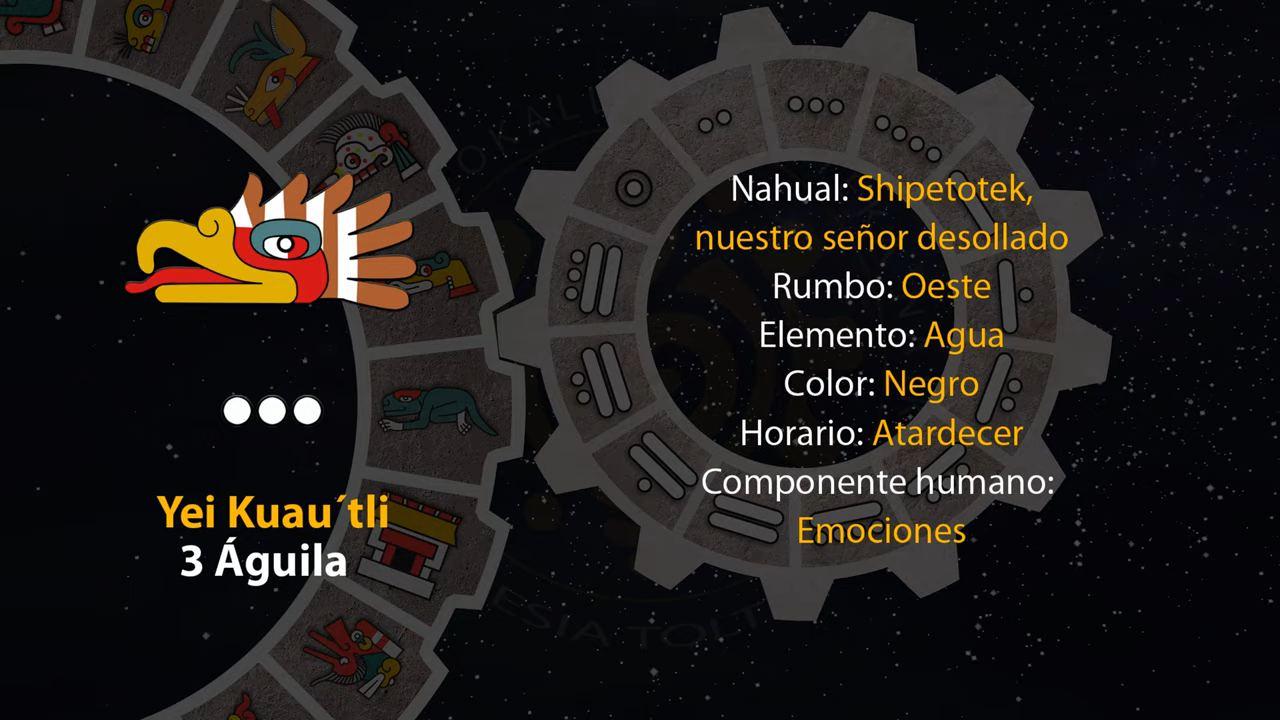 Yei Kuau´tli
3 Águila
Nahual: Shipetotek,
nuestro señor desollado
Rumbo: Oeste
Elemento: Agua
Color: Negro
Horario: Atardecer
Componente humano:
Emociones